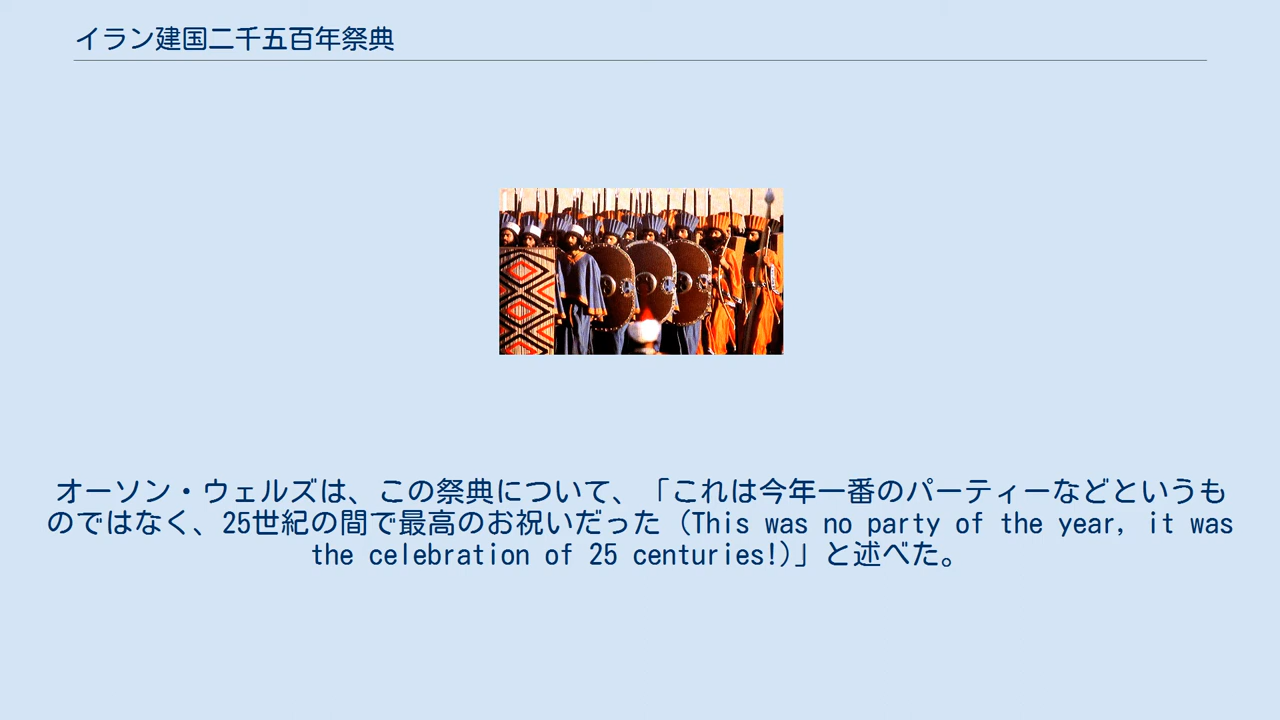 イラン建国二千五百年祭典
オーソン・ウェルズは、この祭典について、「これは今年一番のパーティーなどというも
のではなく、25世紀の間で最高のお祝いだった (This was no party of the year, it was
the celebration of 25 centuries!)」と述べた。